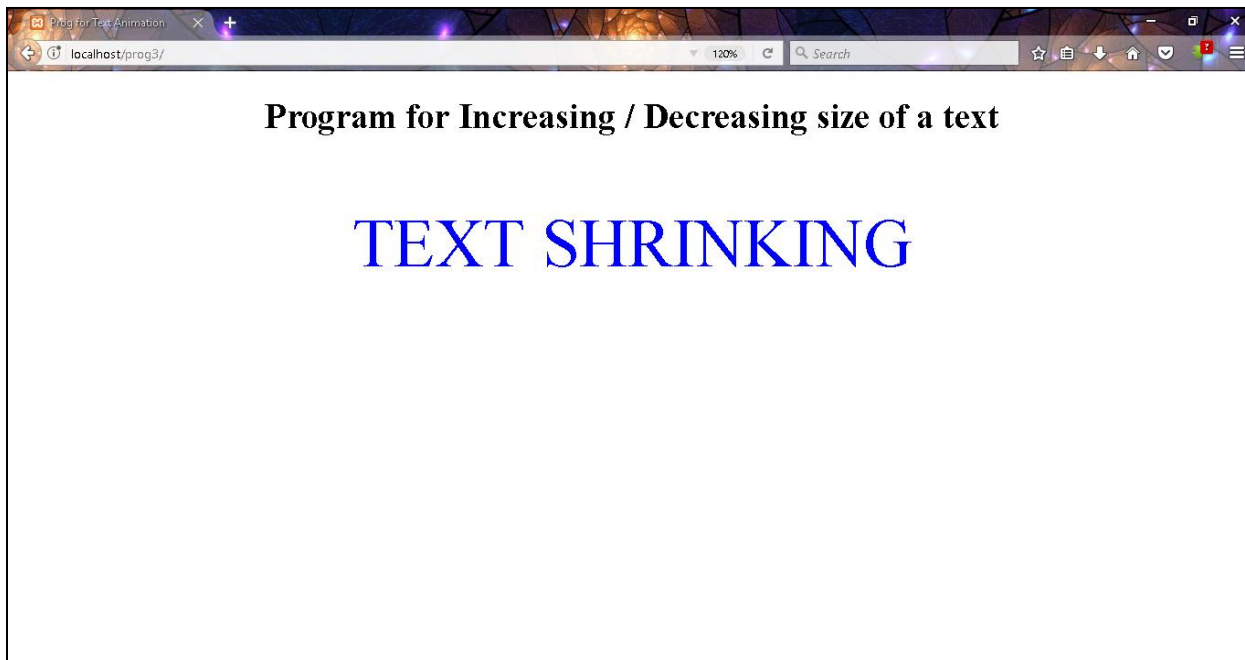 Prog for Text Animation
localhost/prog3/
120%
Search
Program for Increasing / Decreasing size of a text
TEXT SHRINKING